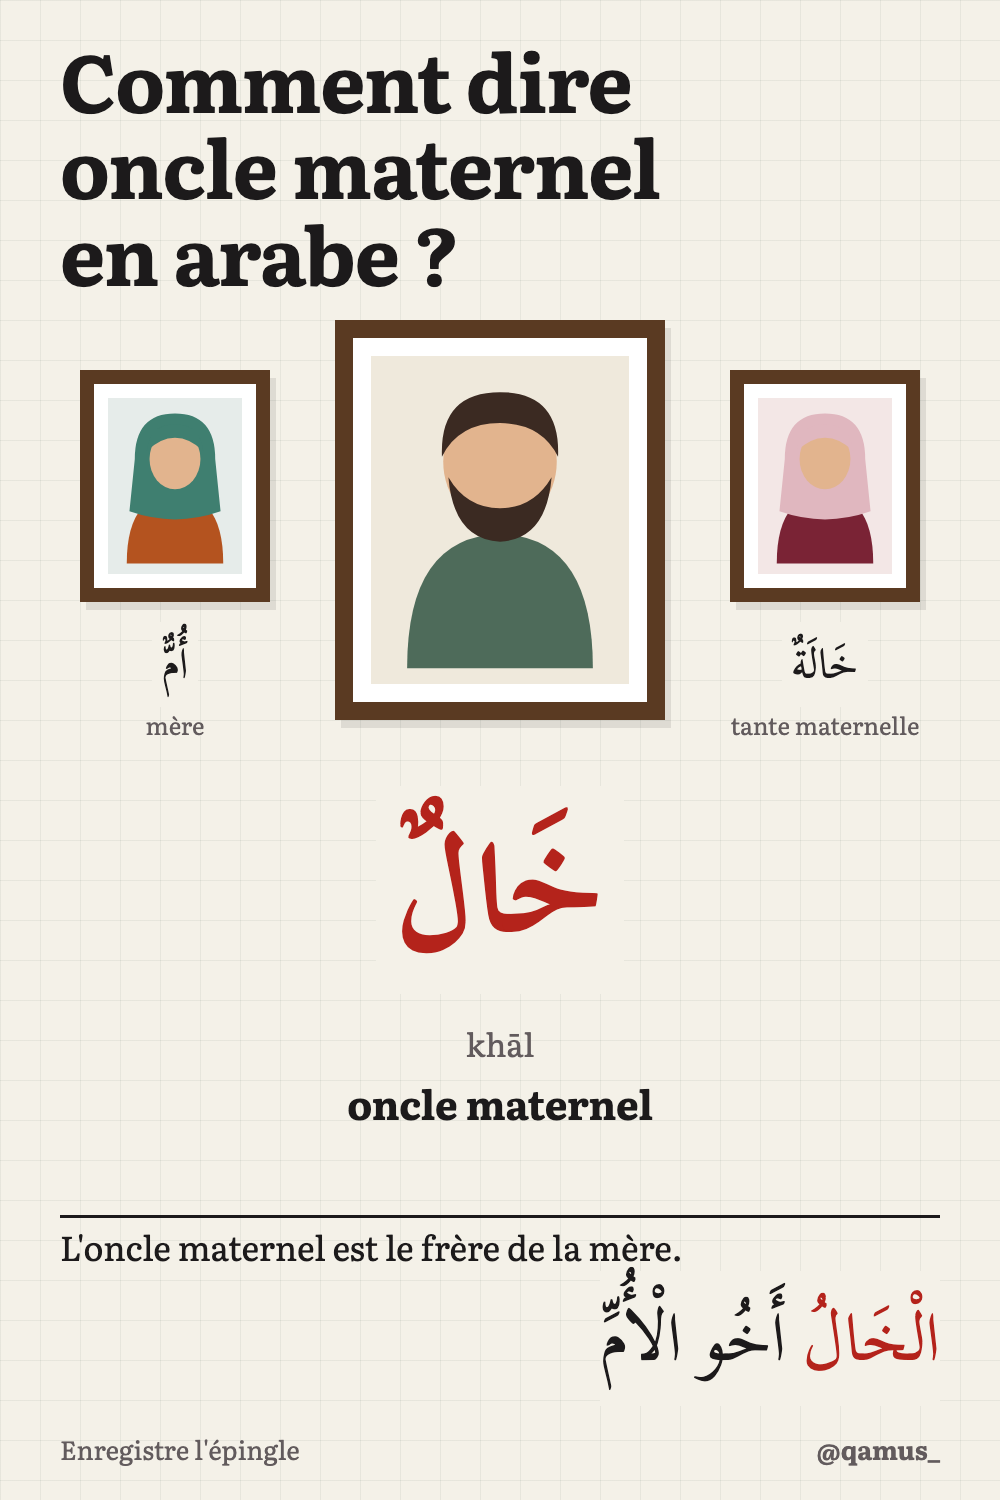 Comment dire
oncle maternel
en arabe ?
أُمٌّ
mère
خَالَةٌ
tante maternelle
خَالٌ
khāl
oncle maternel
L'oncle maternel est le frère de la mère.
الْخَالُ أَخُو الْأُمِّ
Enregistre l'épingle
@qamus_